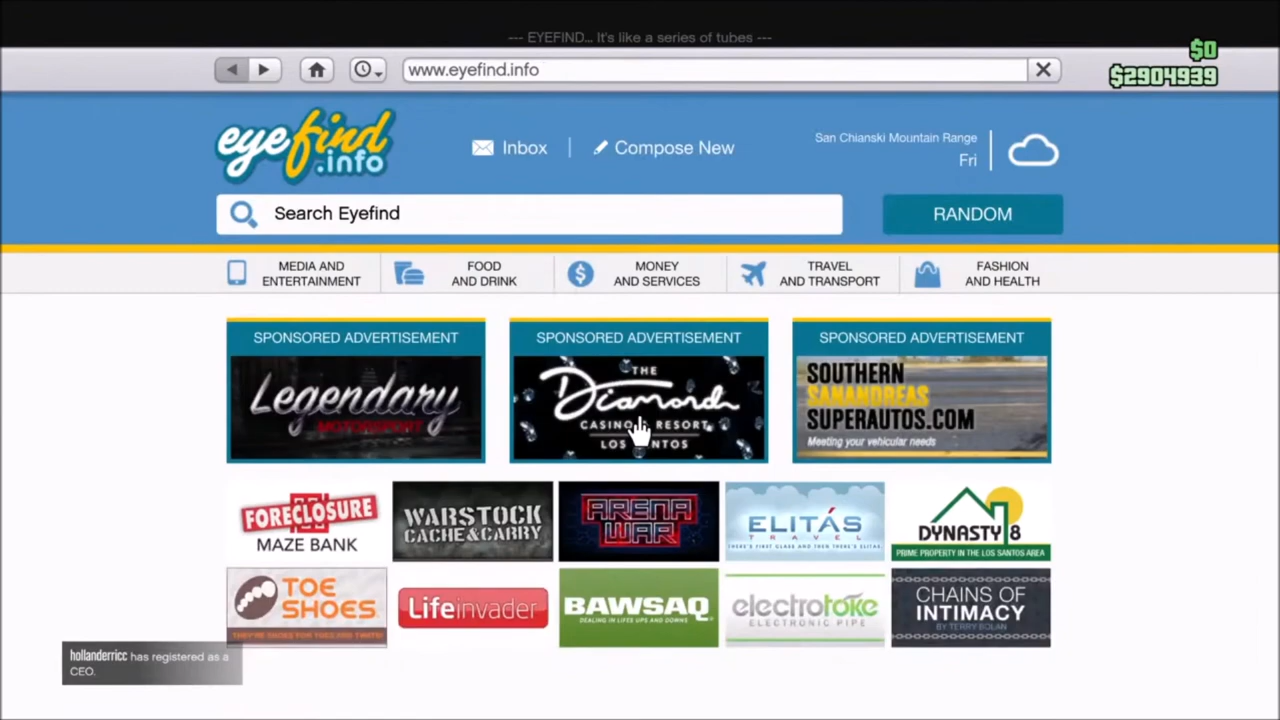 --- EYEFIND... It's like a series of tubes ---
$0
$2904939
www.eyefind.info
eyefind
.info
Inbox
Compose New
San Chianski Mountain Range
Fri
Search Eyefind
RANDOM
MEDIA AND
ENTERTAINMENT
FOOD
AND DRINK
MONEY
AND SERVICES
TRAVEL
AND TRANSPORT
FASHION
AND HEALTH
SPONSORED ADVERTISEMENT
Legendary
MOTORSPORT
SPONSORED ADVERTISEMENT
THE
Diamond
CASINO & RESORT
LOS SANTOS
SPONSORED ADVERTISEMENT
SOUTHERN
SANANDREAS
SUPERAUTOS.COM
Meeting your vehicular needs
FORECLOSURE
MAZE BANK
WARSTOCK
CACHE & CARRY
ARENA
WAR
ELITÁS
TRAVEL
THERE'S FIRST CLASS AND THEN THERE'S ELITAS
DYNASTY 8
PRIME PROPERTY IN THE LOS SANTOS AREA
TOE
SHOES
THEY'RE SHOES FOR TOES AND THAT'S IT
Lifeinvader
BAWSAQ
DEALING IN LIFES UPS AND DOWNS
electrotoke
ELECTRONIC PIPE
CHAINS OF
INTIMACY
BY TERRY BOLAN
hollanderricc has registered as a
CEO.